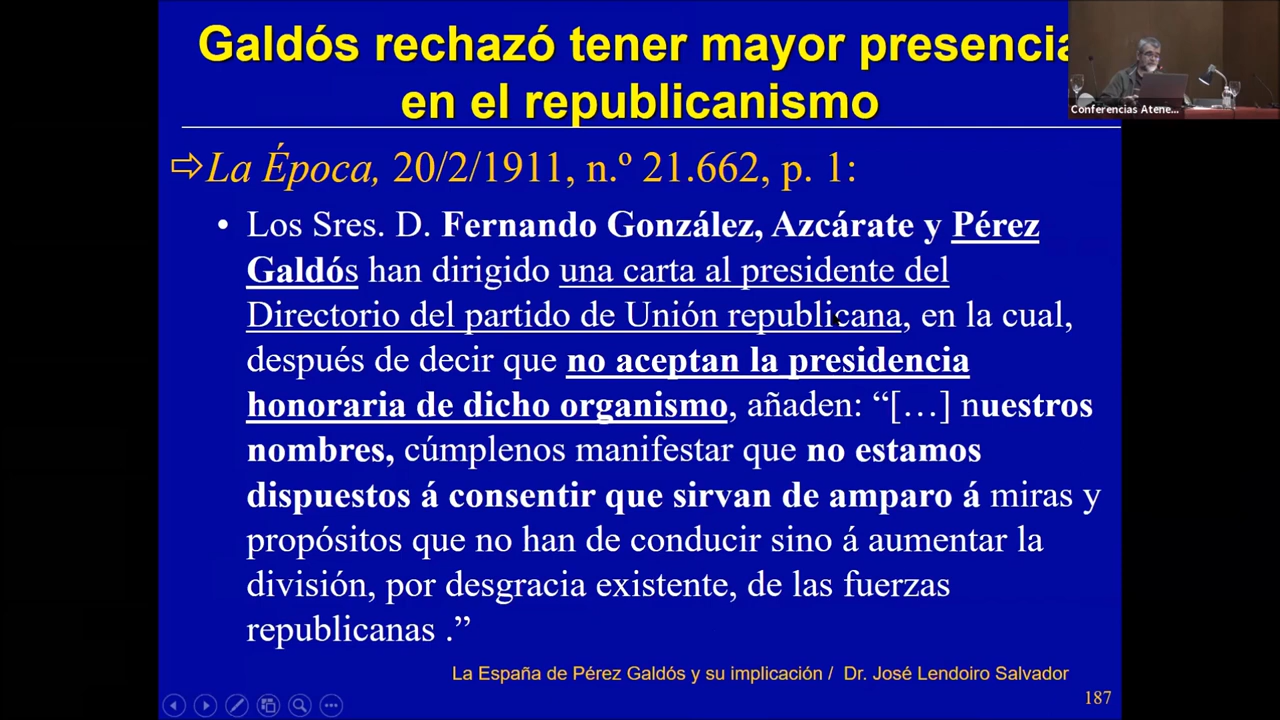 Galdós rechazó tener mayor presencia
en el republicanismo
Conferencias Atene...
⇨La Época, 20/2/1911, n.º 21.662, p. 1:
• Los Sres. D. Fernando González, Azcárate y Pérez
Galdós han dirigido una carta al presidente del
Directorio del partido de Unión republicana, en la cual,
después de decir que no aceptan la presidencia
honoraria de dicho organismo, añaden: “[…] nuestros
nombres, cúmplenos manifestar que no estamos
dispuestos á consentir que sirvan de amparo á miras y
propósitos que no han de conducir sino á aumentar la
división, por desgracia existente, de las fuerzas
republicanas .”
La España de Pérez Galdós y su implicación / Dr. José Lendoiro Salvador
187